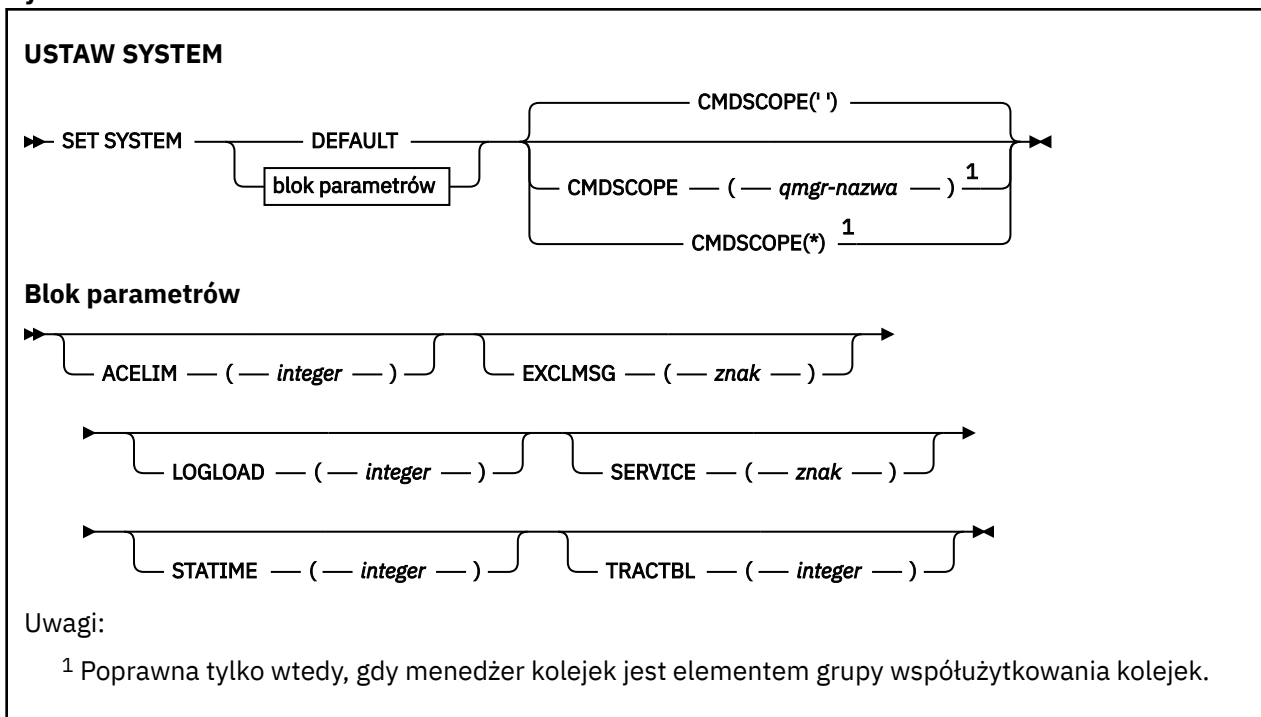 USTAW SYSTEM
CMDSCOPE(' ')
SET SYSTEM DEFAULT
blok parametrów
CMDSCOPE ( qmgr-nazwa ) 1
CMDSCOPE(*) 1
Blok parametrów
ACELIM ( integer ) EXCLMSG ( znak )
LOGLOAD ( integer ) SERVICE ( znak )
STATIME ( integer ) TRACTBL ( integer )
Uwagi:
1 Poprawna tylko wtedy, gdy menedżer kolejek jest elementem grupy współużytkowania kolejek.